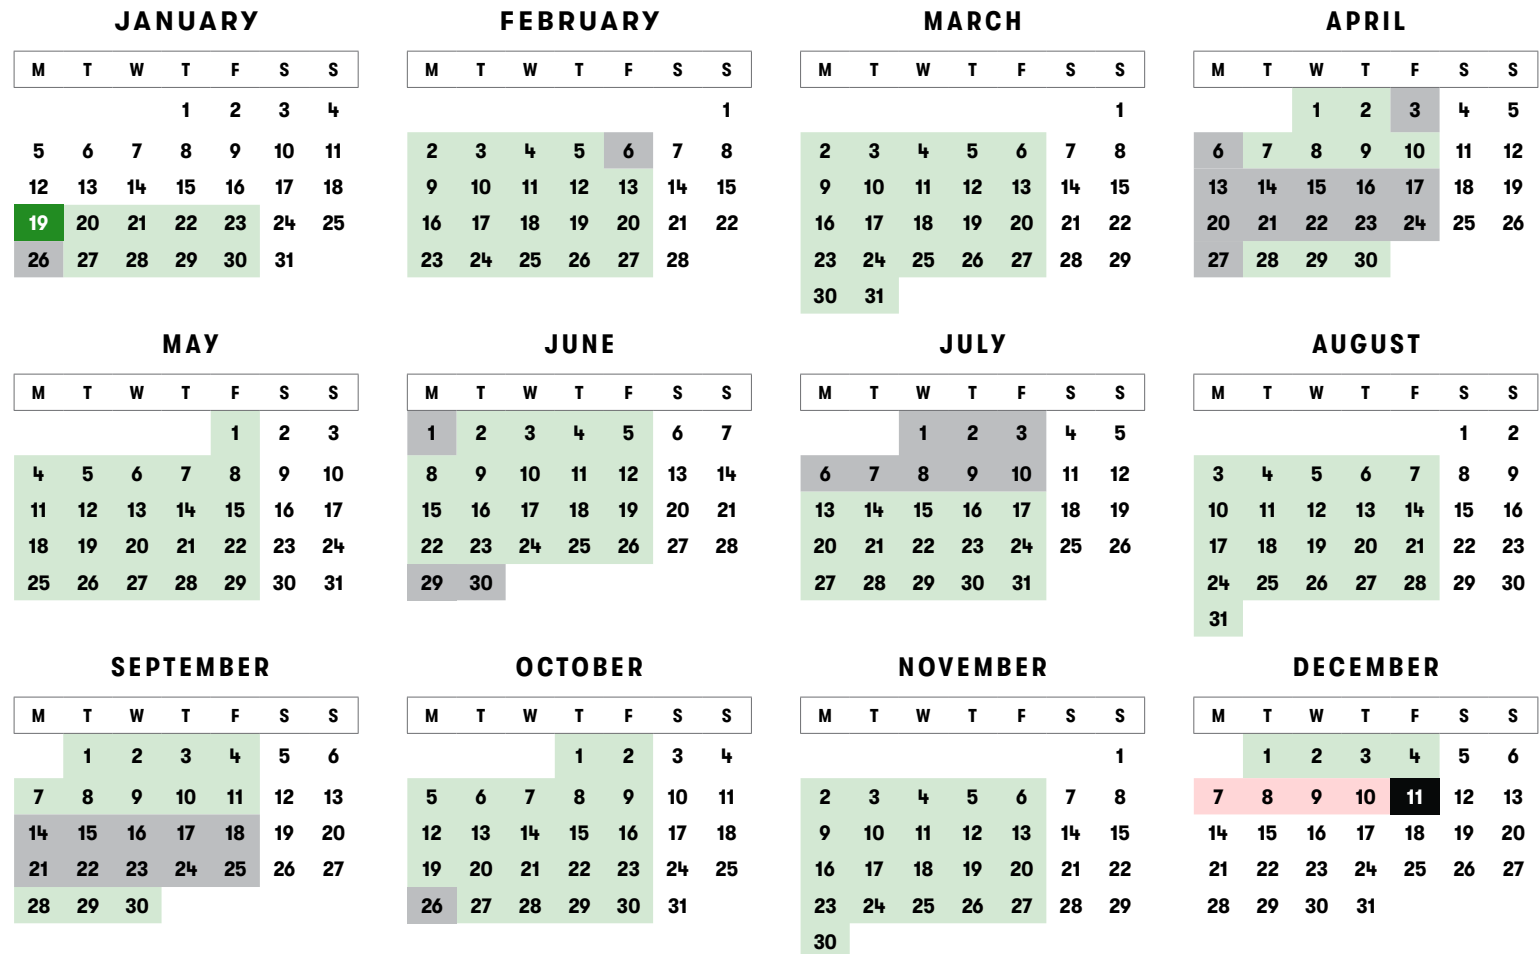 JANUARY FEBRUARY MARCH APRIL
M T W T F S S M T W T F S S M T W T F S S M T W T F S S
1 2 3 4 1 1 1 2 3 4 5
5 6 7 8 9 10 11 2 3 4 5 6 7 8 2 3 4 5 6 7 8 6 7 8 9 10 11 12
12 13 14 15 16 17 18 9 10 11 12 13 14 15 9 10 11 12 13 14 15 13 14 15 16 17 18 19
19 20 21 22 23 24 25 16 17 18 19 20 21 22 16 17 18 19 20 21 22 20 21 22 23 24 25 26
26 27 28 29 30 31 23 24 25 26 27 28 23 24 25 26 27 28 29 27 28 29 30
30 31
MAY JUNE JULY AUGUST
M T W T F S S M T W T F S S M T W T F S S M T W T F S S
1 2 3 1 2 3 4 5 6 7 1 2 3 4 5 1 2
4 5 6 7 8 9 10 8 9 10 11 12 13 14 6 7 8 9 10 11 12 3 4 5 6 7 8 9
11 12 13 14 15 16 17 15 16 17 18 19 20 21 13 14 15 16 17 18 19 10 11 12 13 14 15 16
18 19 20 21 22 23 24 22 23 24 25 26 27 28 20 21 22 23 24 25 26 17 18 19 20 21 22 23
25 26 27 28 29 30 31 29 30 27 28 29 30 31 24 25 26 27 28 29 30
31
SEPTEMBER OCTOBER NOVEMBER DECEMBER
M T W T F S S M T W T F S S M T W T F S S M T W T F S S
1 2 3 4 5 6 1 2 3 4 1 1 2 3 4 5 6
7 8 9 10 11 12 13 5 6 7 8 9 10 11 2 3 4 5 6 7 8 7 8 9 10 11 12 13
14 15 16 17 18 19 20 12 13 14 15 16 17 18 9 10 11 12 13 14 15 14 15 16 17 18 19 20
21 22 23 24 25 26 27 19 20 21 22 23 24 25 16 17 18 19 20 21 22 21 22 23 24 25 26 27
28 29 30 26 27 28 29 30 31 23 24 25 26 27 28 29 28 29 30 31
30